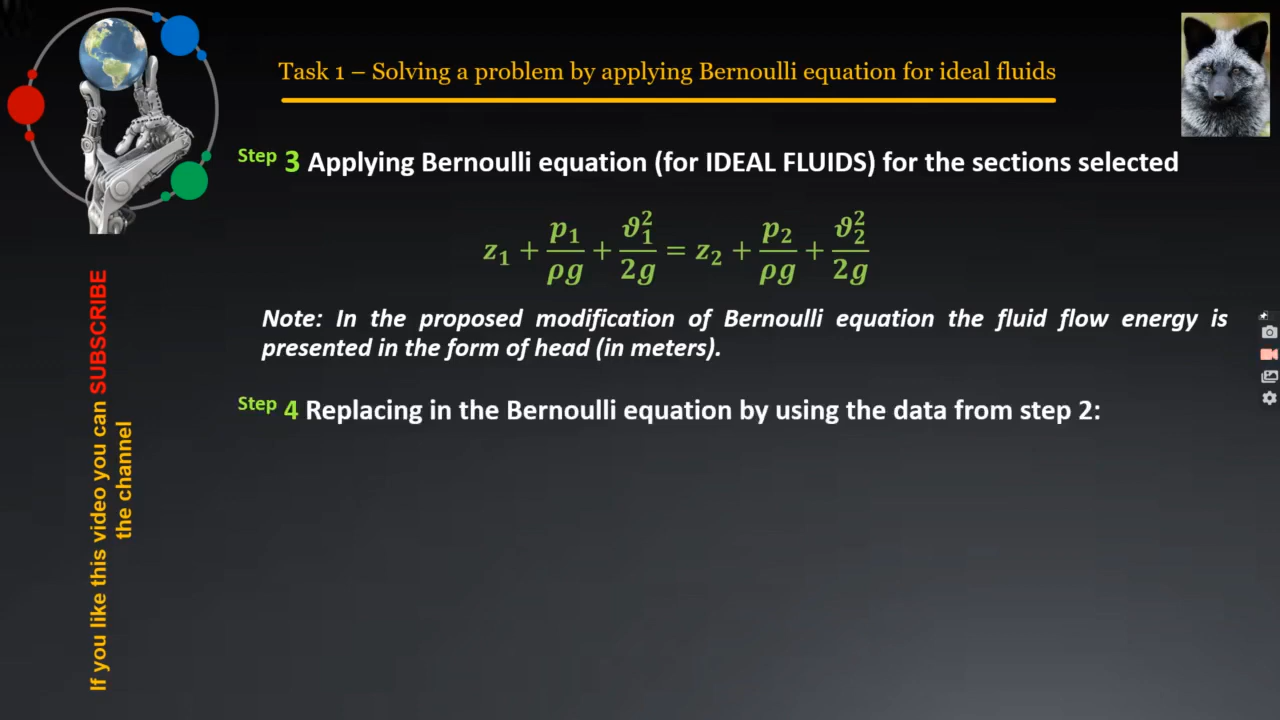 Task 1 – Solving a problem by applying Bernoulli equation for ideal fluids
Step 3 Applying Bernoulli equation (for IDEAL FLUIDS) for the sections selected
z₁ + p₁/ρg + ϑ₁²/2g = z₂ + p₂/ρg + ϑ₂²/2g
Note: In the proposed modification of Bernoulli equation the fluid flow energy is
presented in the form of head (in meters).
Step 4 Replacing in the Bernoulli equation by using the data from step 2:
If you like this video you can SUBSCRIBE
the channel